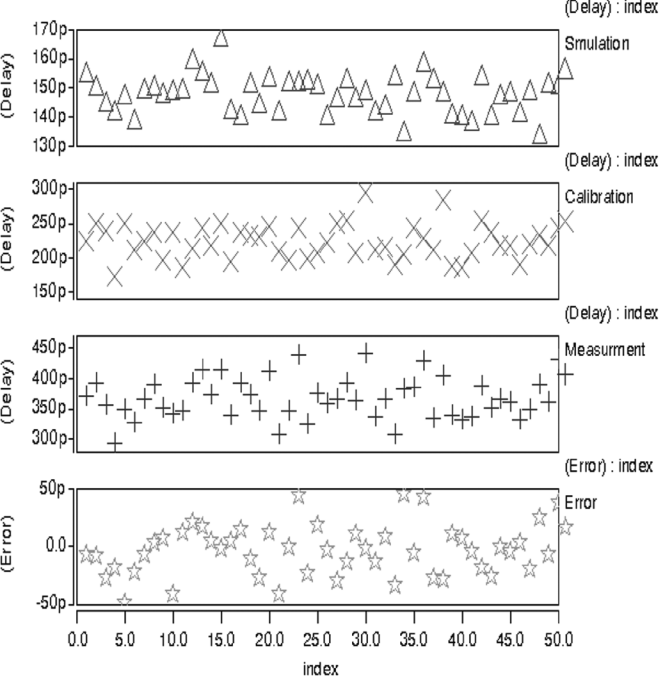 (Delay) : index
170p
160p
150p
140p
130p
(Delay)
Smulation
(Delay) : index
300p
250p
200p
150p
(Delay)
Calibration
(Delay) : index
450p
400p
350p
300p
(Delay)
Measurment
(Error) : index
50p
0.0
-50p
(Error)
Error
0.0 5.0 10.0 15.0 20.0 25.0 30.0 35.0 40.0 45.0 50.0
index